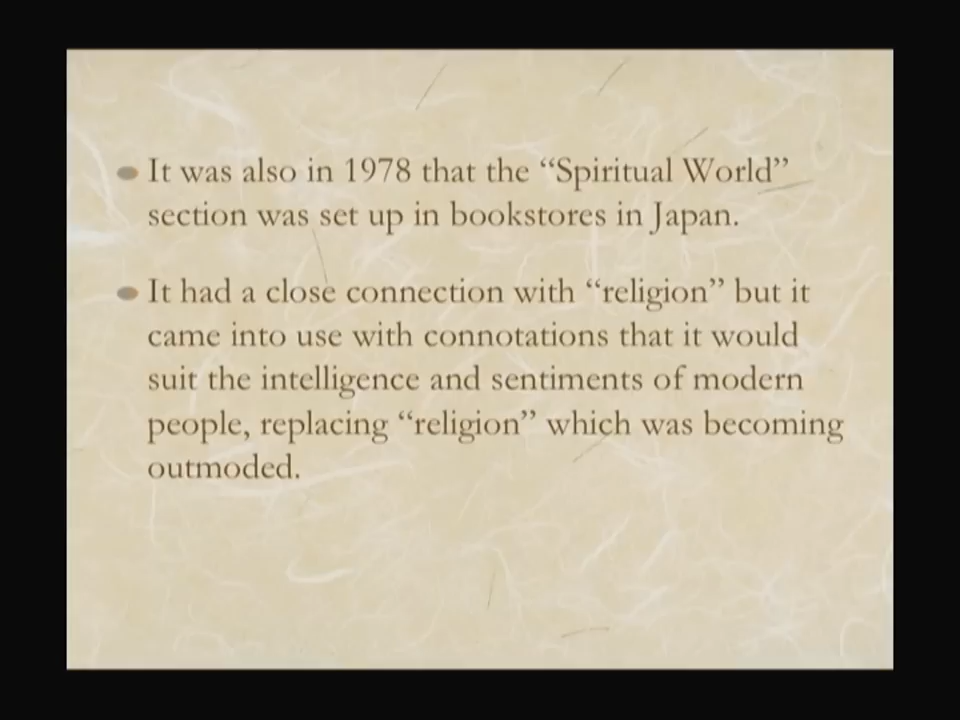 It was also in 1978 that the “Spiritual World”
section was set up in bookstores in Japan.
It had a close connection with “religion” but it
came into use with connotations that it would
suit the intelligence and sentiments of modern
people, replacing “religion” which was becoming
outmoded.